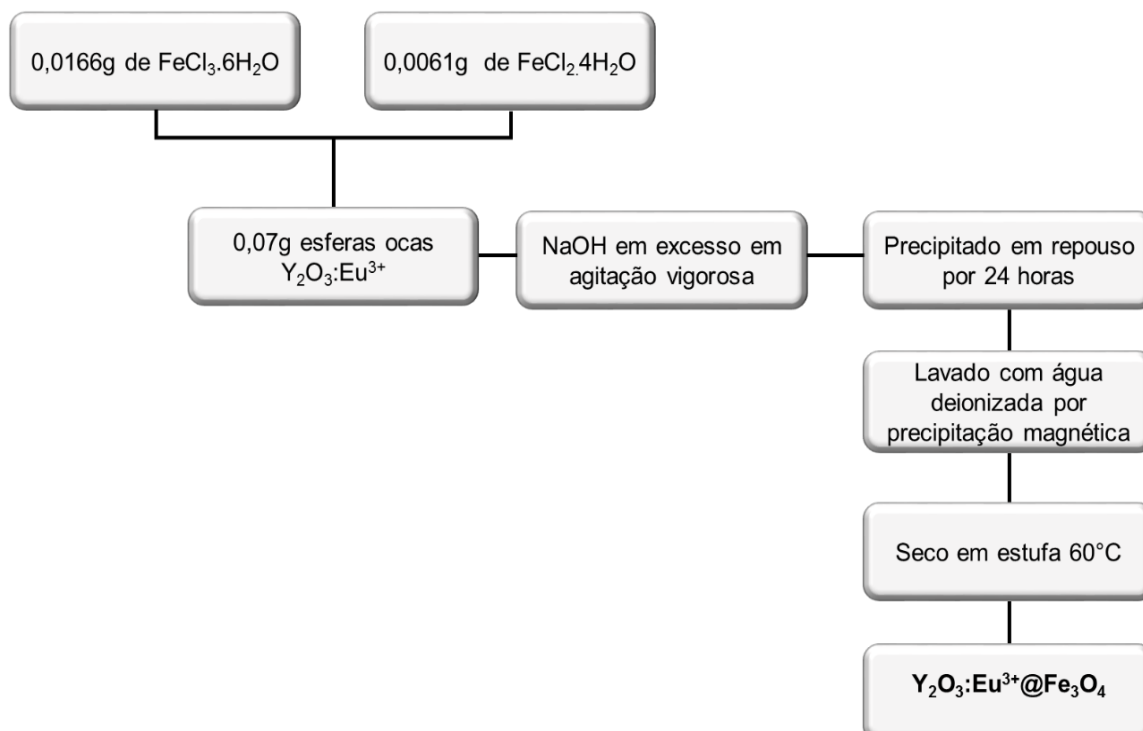 0,0166g de FeCl₃.6H₂O
0,0061g de FeCl₂.4H₂O
0,07g esferas ocas
Y₂O₃:Eu³⁺
NaOH em excesso em
agitação vigorosa
Precipitado em repouso
por 24 horas
Lavado com água
deionizada por
precipitação magnética
Seco em estufa 60°C
Y₂O₃:Eu³⁺@Fe₃O₄